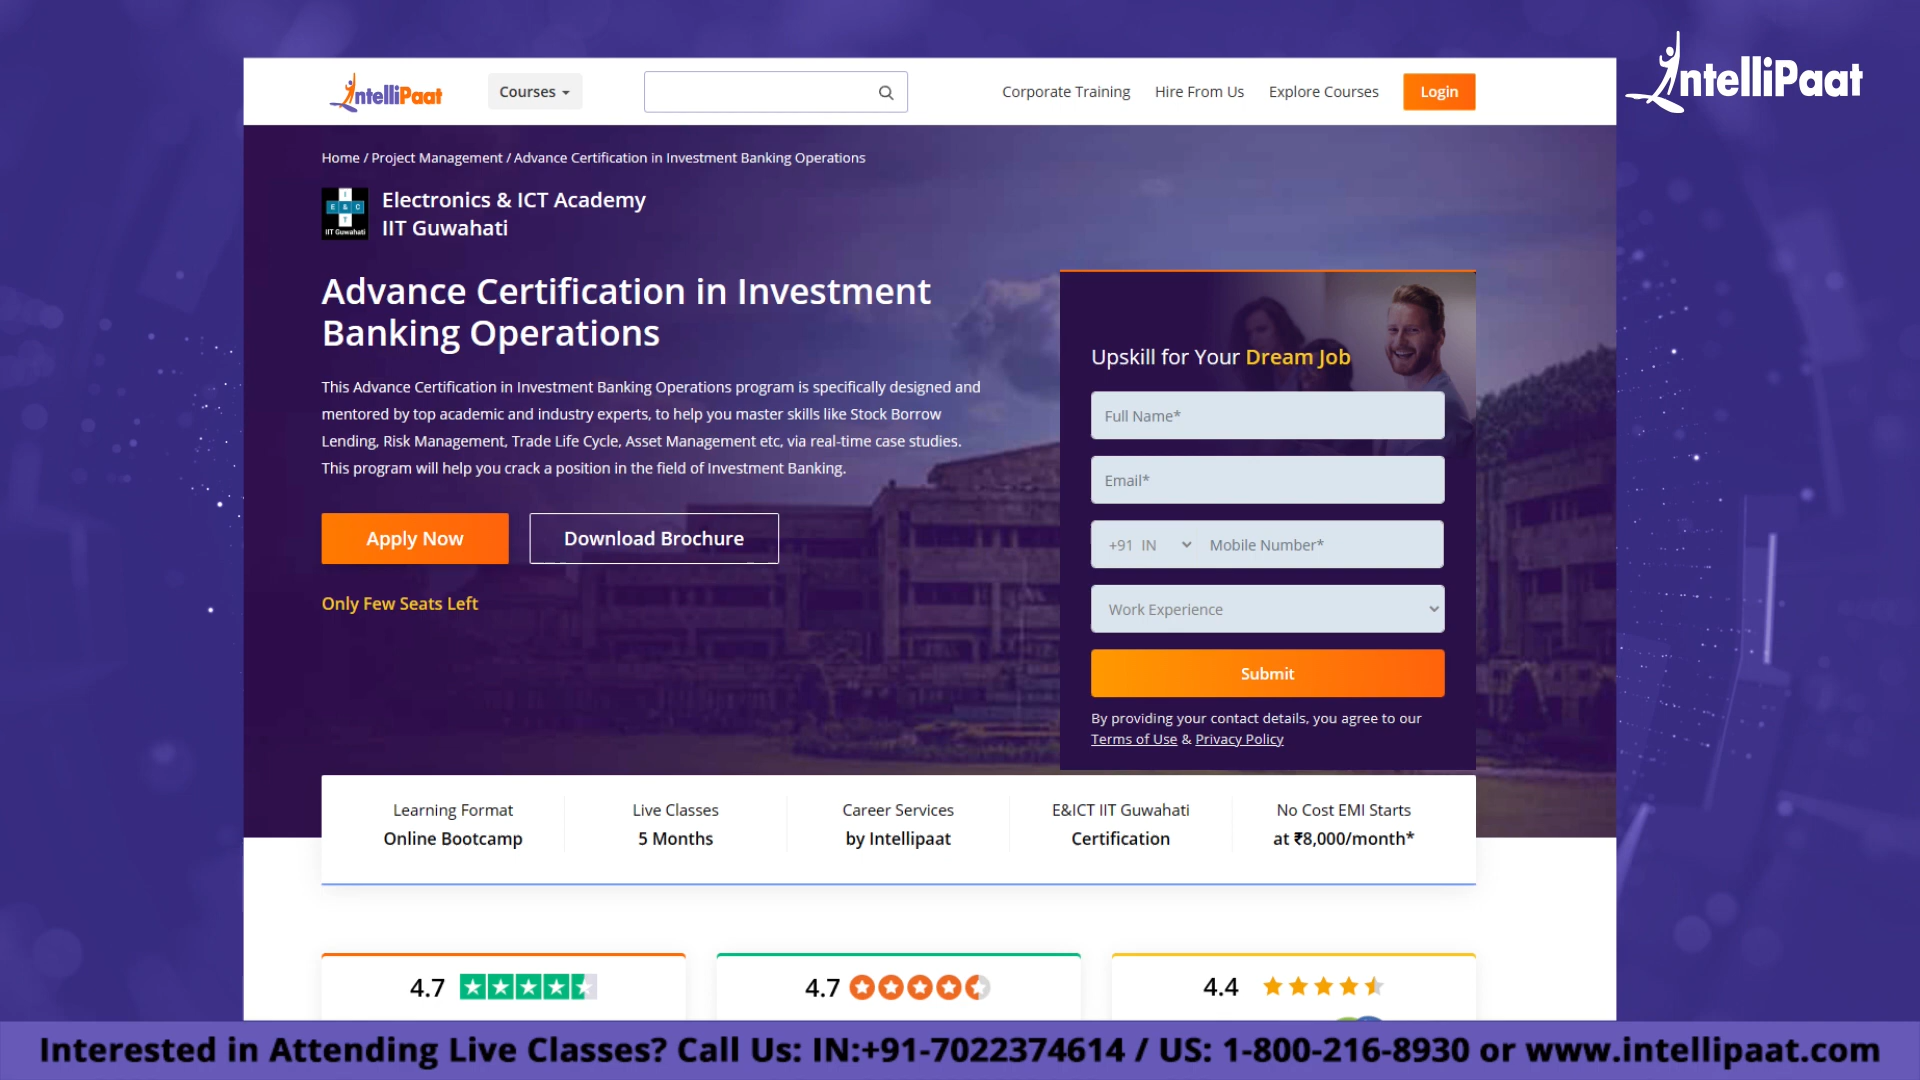 IntelliPaat
Courses
Corporate Training
Hire From Us
Explore Courses
Login
IntelliPaat
Home / Project Management / Advance Certification in Investment Banking Operations
I
E & C
T
IIT Guwahati
Electronics & ICT Academy
IIT Guwahati
Advance Certification in Investment
Banking Operations
This Advance Certification in Investment Banking Operations program is specifically designed and
mentored by top academic and industry experts, to help you master skills like Stock Borrow
Lending, Risk Management, Trade Life Cycle, Asset Management etc, via real-time case studies.
This program will help you crack a position in the field of Investment Banking.
Apply Now
Download Brochure
Only Few Seats Left
Upskill for Your Dream Job
Full Name*
Email*
+91 IN Mobile Number*
Work Experience
Submit
By providing your contact details, you agree to our
Terms of Use & Privacy Policy
Learning Format
Online Bootcamp
Live Classes
5 Months
Career Services
by Intellipaat
E&ICT IIT Guwahati
Certification
No Cost EMI Starts
at ₹8,000/month*
4.7
4.7
4.4
Interested in Attending Live Classes? Call Us: IN:+91-7022374614 / US: 1-800-216-8930 or www.intellipaat.com